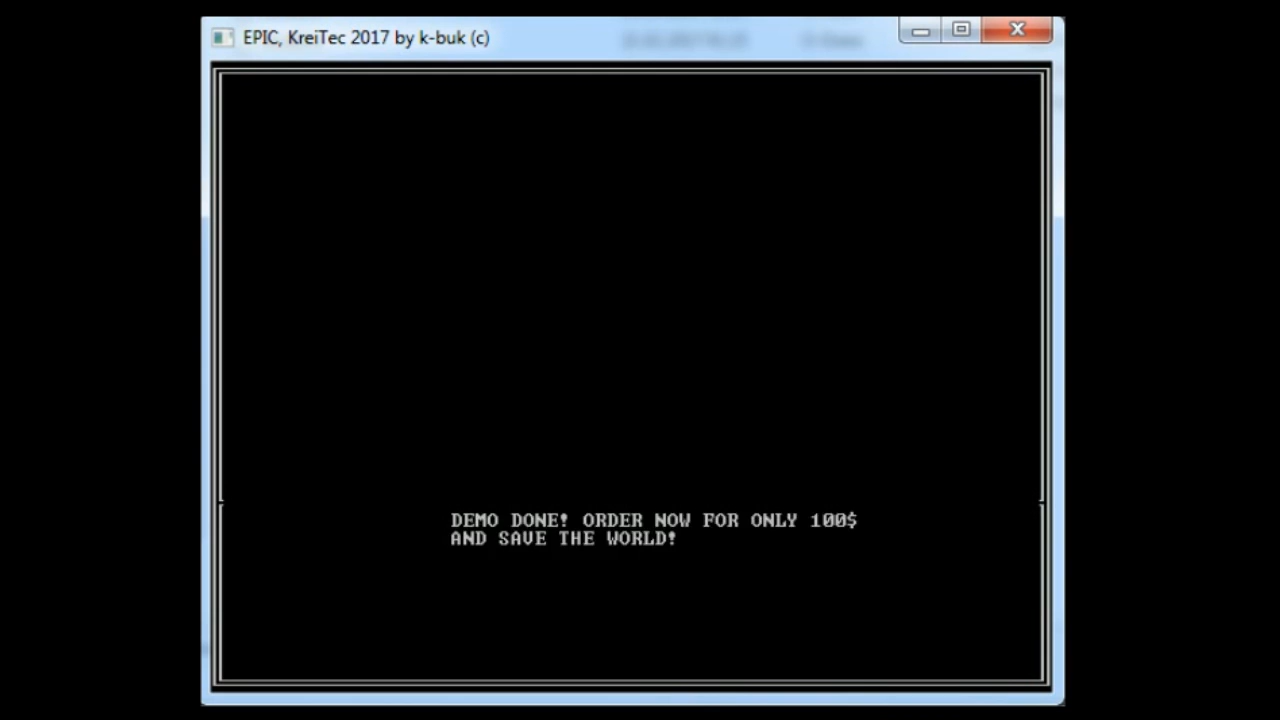 EPIC, KreiTec 2017 by k-buk (c)
DEMO DONE! ORDER NOW FOR ONLY 100$
AND SAVE THE WORLD!